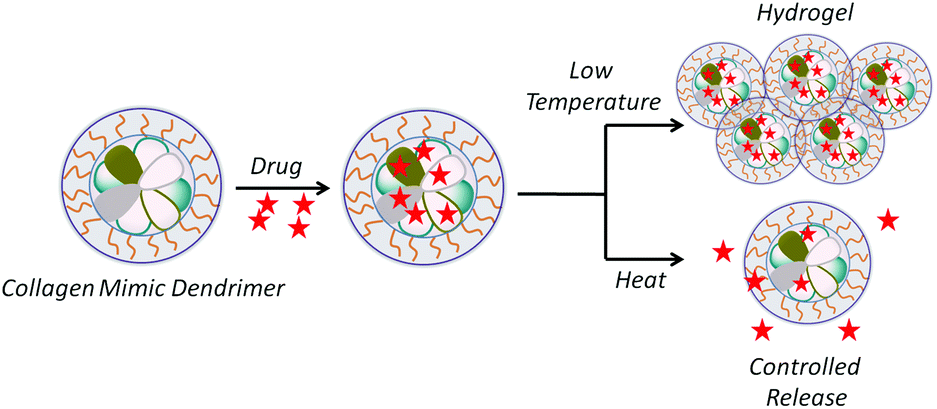 Collagen Mimic Dendrimer
Drug
Low
Temperature
Heat
Hydrogel
Controlled
Release